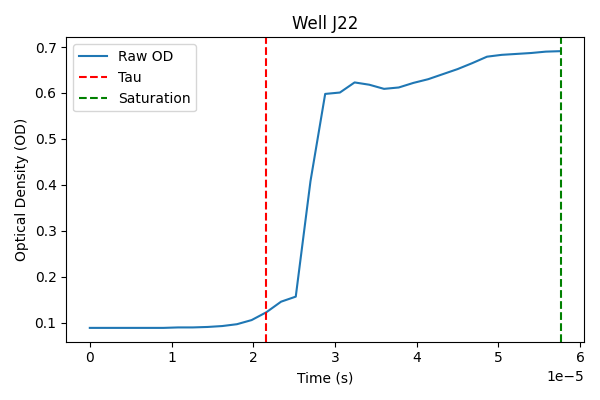 Well J22
Optical Density (OD)
0.7
0.6
0.5
0.4
0.3
0.2
0.1
Raw OD
Tau
Saturation
0
1
2
3
4
5
6
1e−5
Time (s)